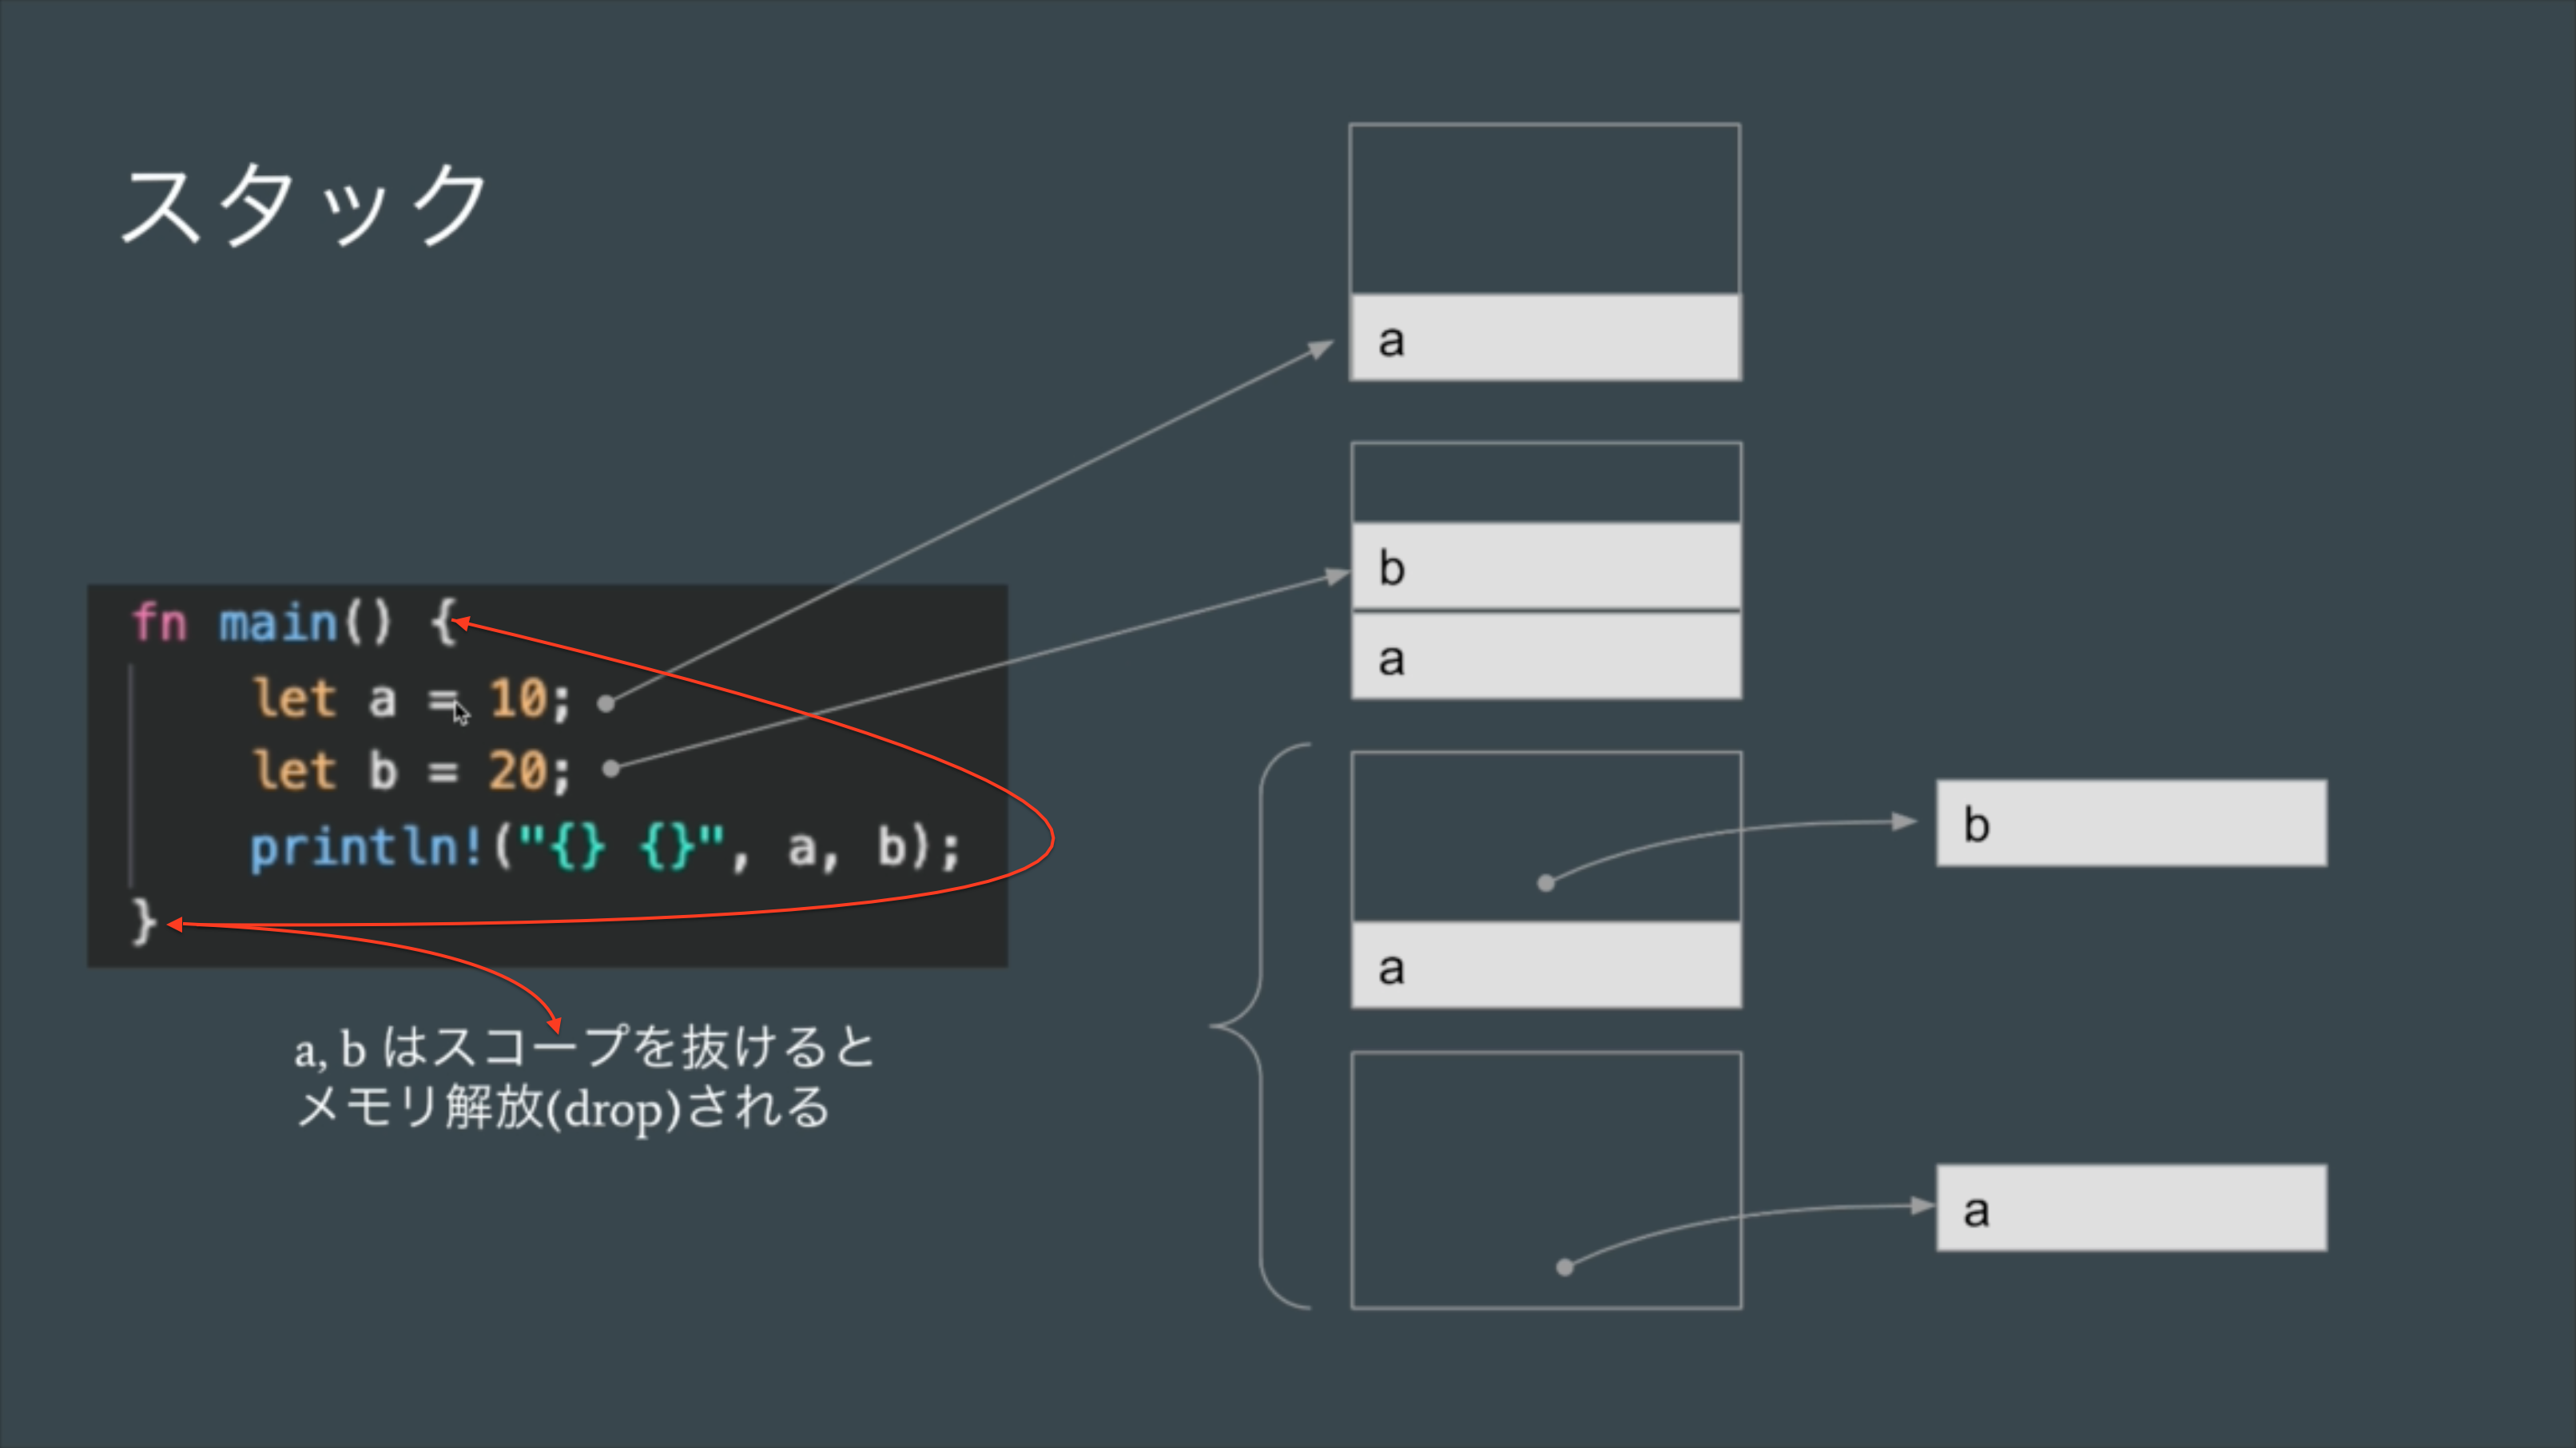 スタック
fn main() {
let a = 10;
let b = 20;
println!("{} {}", a, b);
}
a, b はスコープを抜けると
メモリ解放(drop)される
a
b
a
b
a
a